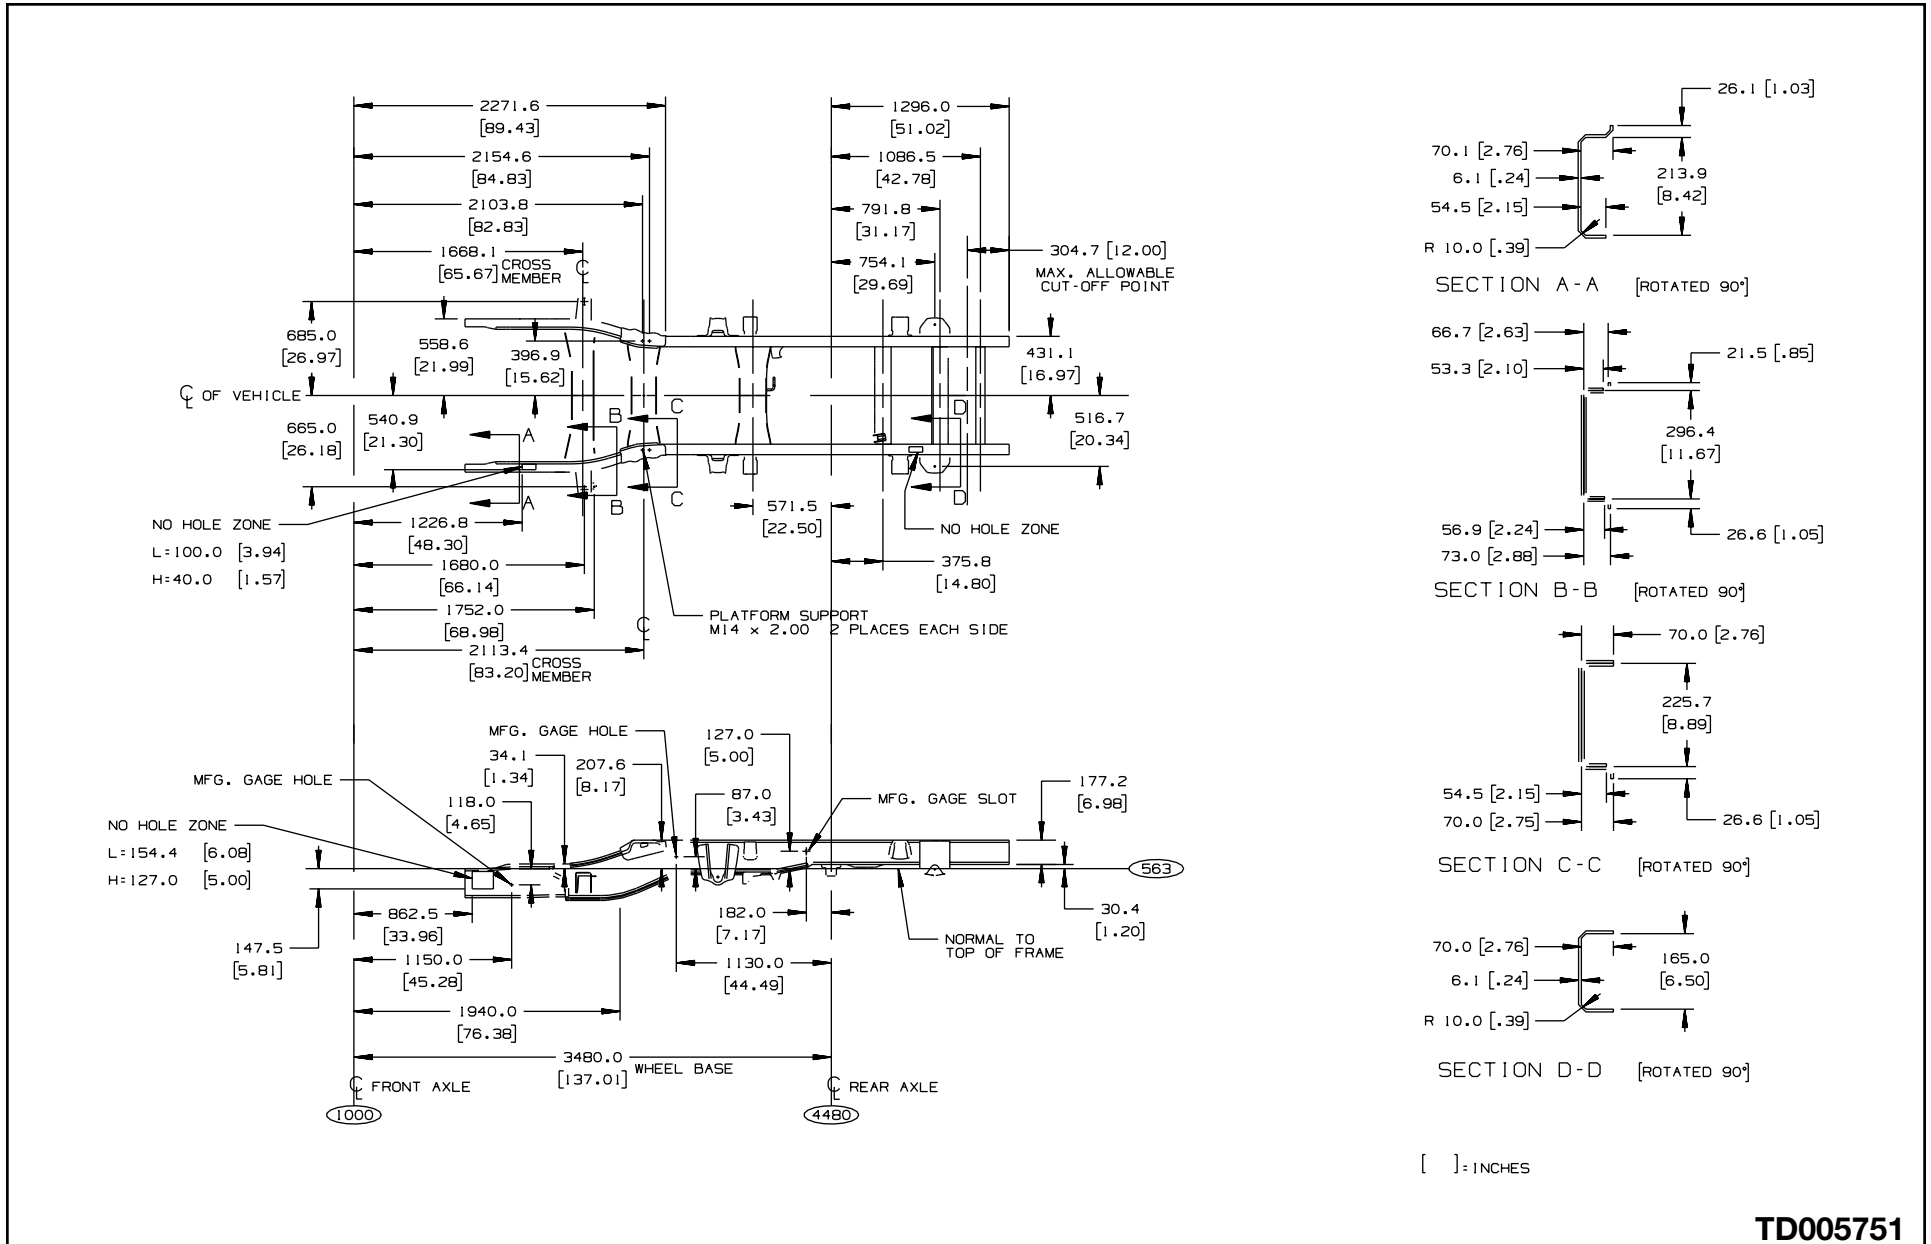 2271.6
[89.43]
2154.6
[84.83]
2103.8
[82.83]
1668.1
[65.67] CROSS
MEMBER
℄
1296.0
[51.02]
1086.5
[42.78]
791.8
[31.17]
754.1
[29.69]
304.7 [12.00]
MAX. ALLOWABLE
CUT-OFF POINT
685.0
[26.97]
558.6
[21.99]
396.9
[15.62]
431.1
[16.97]
℄ OF VEHICLE
665.0
[26.18]
540.9
[21.30]
516.7
[20.34]
A
B
C
D
A
B
C
D
NO HOLE ZONE
L=100.0 [3.94]
H=40.0 [1.57]
1226.8
[48.30]
1680.0
[66.14]
1752.0
[68.98]
2113.4
[83.20] CROSS
MEMBER
℄
571.5
[22.50]
NO HOLE ZONE
375.8
[14.80]
PLATFORM SUPPORT
M14 x 2.00 2 PLACES EACH SIDE
MFG. GAGE HOLE
34.1
[1.34]
207.6
[8.17]
127.0
[5.00]
87.0
[3.43]
MFG. GAGE SLOT
177.2
[6.98]
MFG. GAGE HOLE
118.0
[4.65]
NO HOLE ZONE
L=154.4 [6.08]
H=127.0 [5.00]
563
862.5
[33.96]
147.5
[5.81]
1150.0
[45.28]
182.0
[7.17]
1130.0
[44.49]
NORMAL TO
TOP OF FRAME
30.4
[1.20]
1940.0
[76.38]
3480.0
[137.01] WHEEL BASE
℄ FRONT AXLE
℄ REAR AXLE
1000
4480
26.1 [1.03]
70.1 [2.76]
6.1 [.24]
213.9
[8.42]
54.5 [2.15]
R 10.0 [.39]
SECTION A-A [ROTATED 90°]
66.7 [2.63]
21.5 [.85]
53.3 [2.10]
296.4
[11.67]
56.9 [2.24]
26.6 [1.05]
73.0 [2.88]
SECTION B-B [ROTATED 90°]
70.0 [2.76]
225.7
[8.89]
54.5 [2.15]
70.0 [2.75]
26.6 [1.05]
SECTION C-C [ROTATED 90°]
70.0 [2.76]
6.1 [.24]
165.0
[6.50]
R 10.0 [.39]
SECTION D-D [ROTATED 90°]
[ ]=INCHES
TD005751